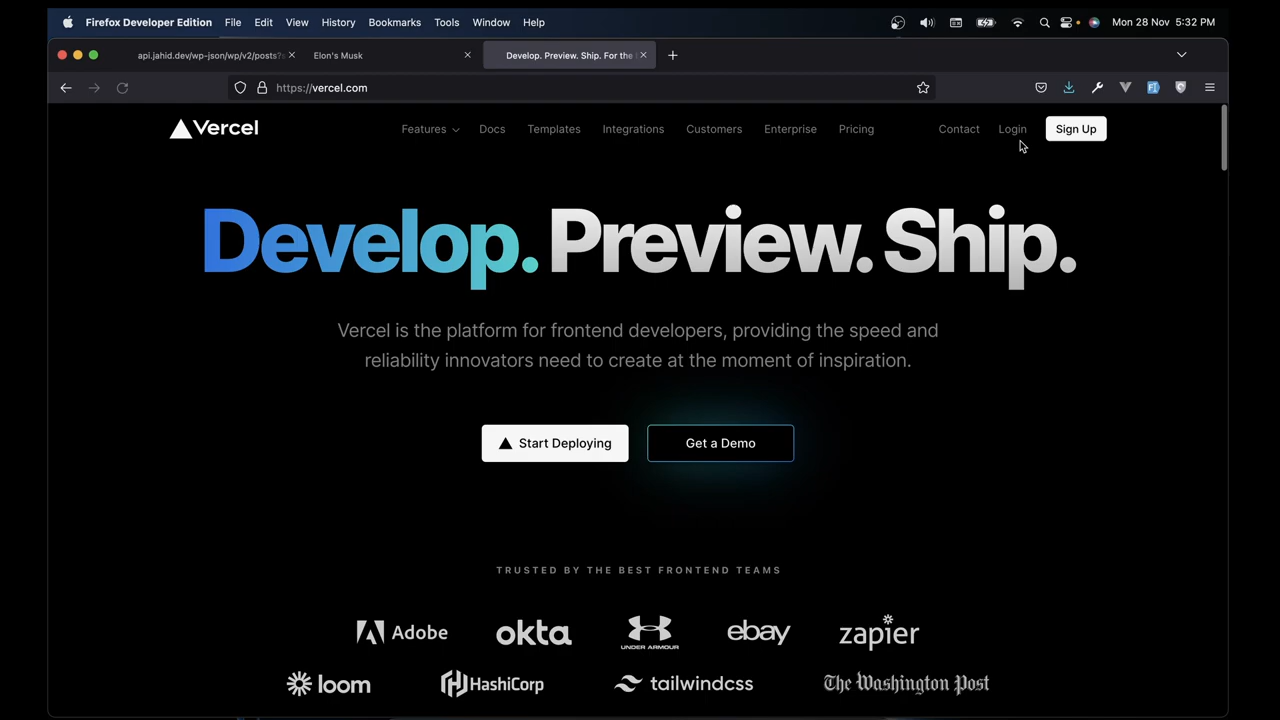 Firefox Developer Edition File Edit View History Bookmarks Tools Window Help Mon 28 Nov 5:32 PM
api.jahid.dev/wp-json/wp/v2/posts?s Elon's Musk Develop. Preview. Ship. For the
https://vercel.com
Vercel Features Docs Templates Integrations Customers Enterprise Pricing Contact Login Sign Up
Develop. Preview. Ship.
Vercel is the platform for frontend developers, providing the speed and
reliability innovators need to create at the moment of inspiration.
Start Deploying Get a Demo
TRUSTED BY THE BEST FRONTEND TEAMS
Adobe okta UNDER ARMOUR ebay zapier
loom HashiCorp tailwindcss The Washington Post